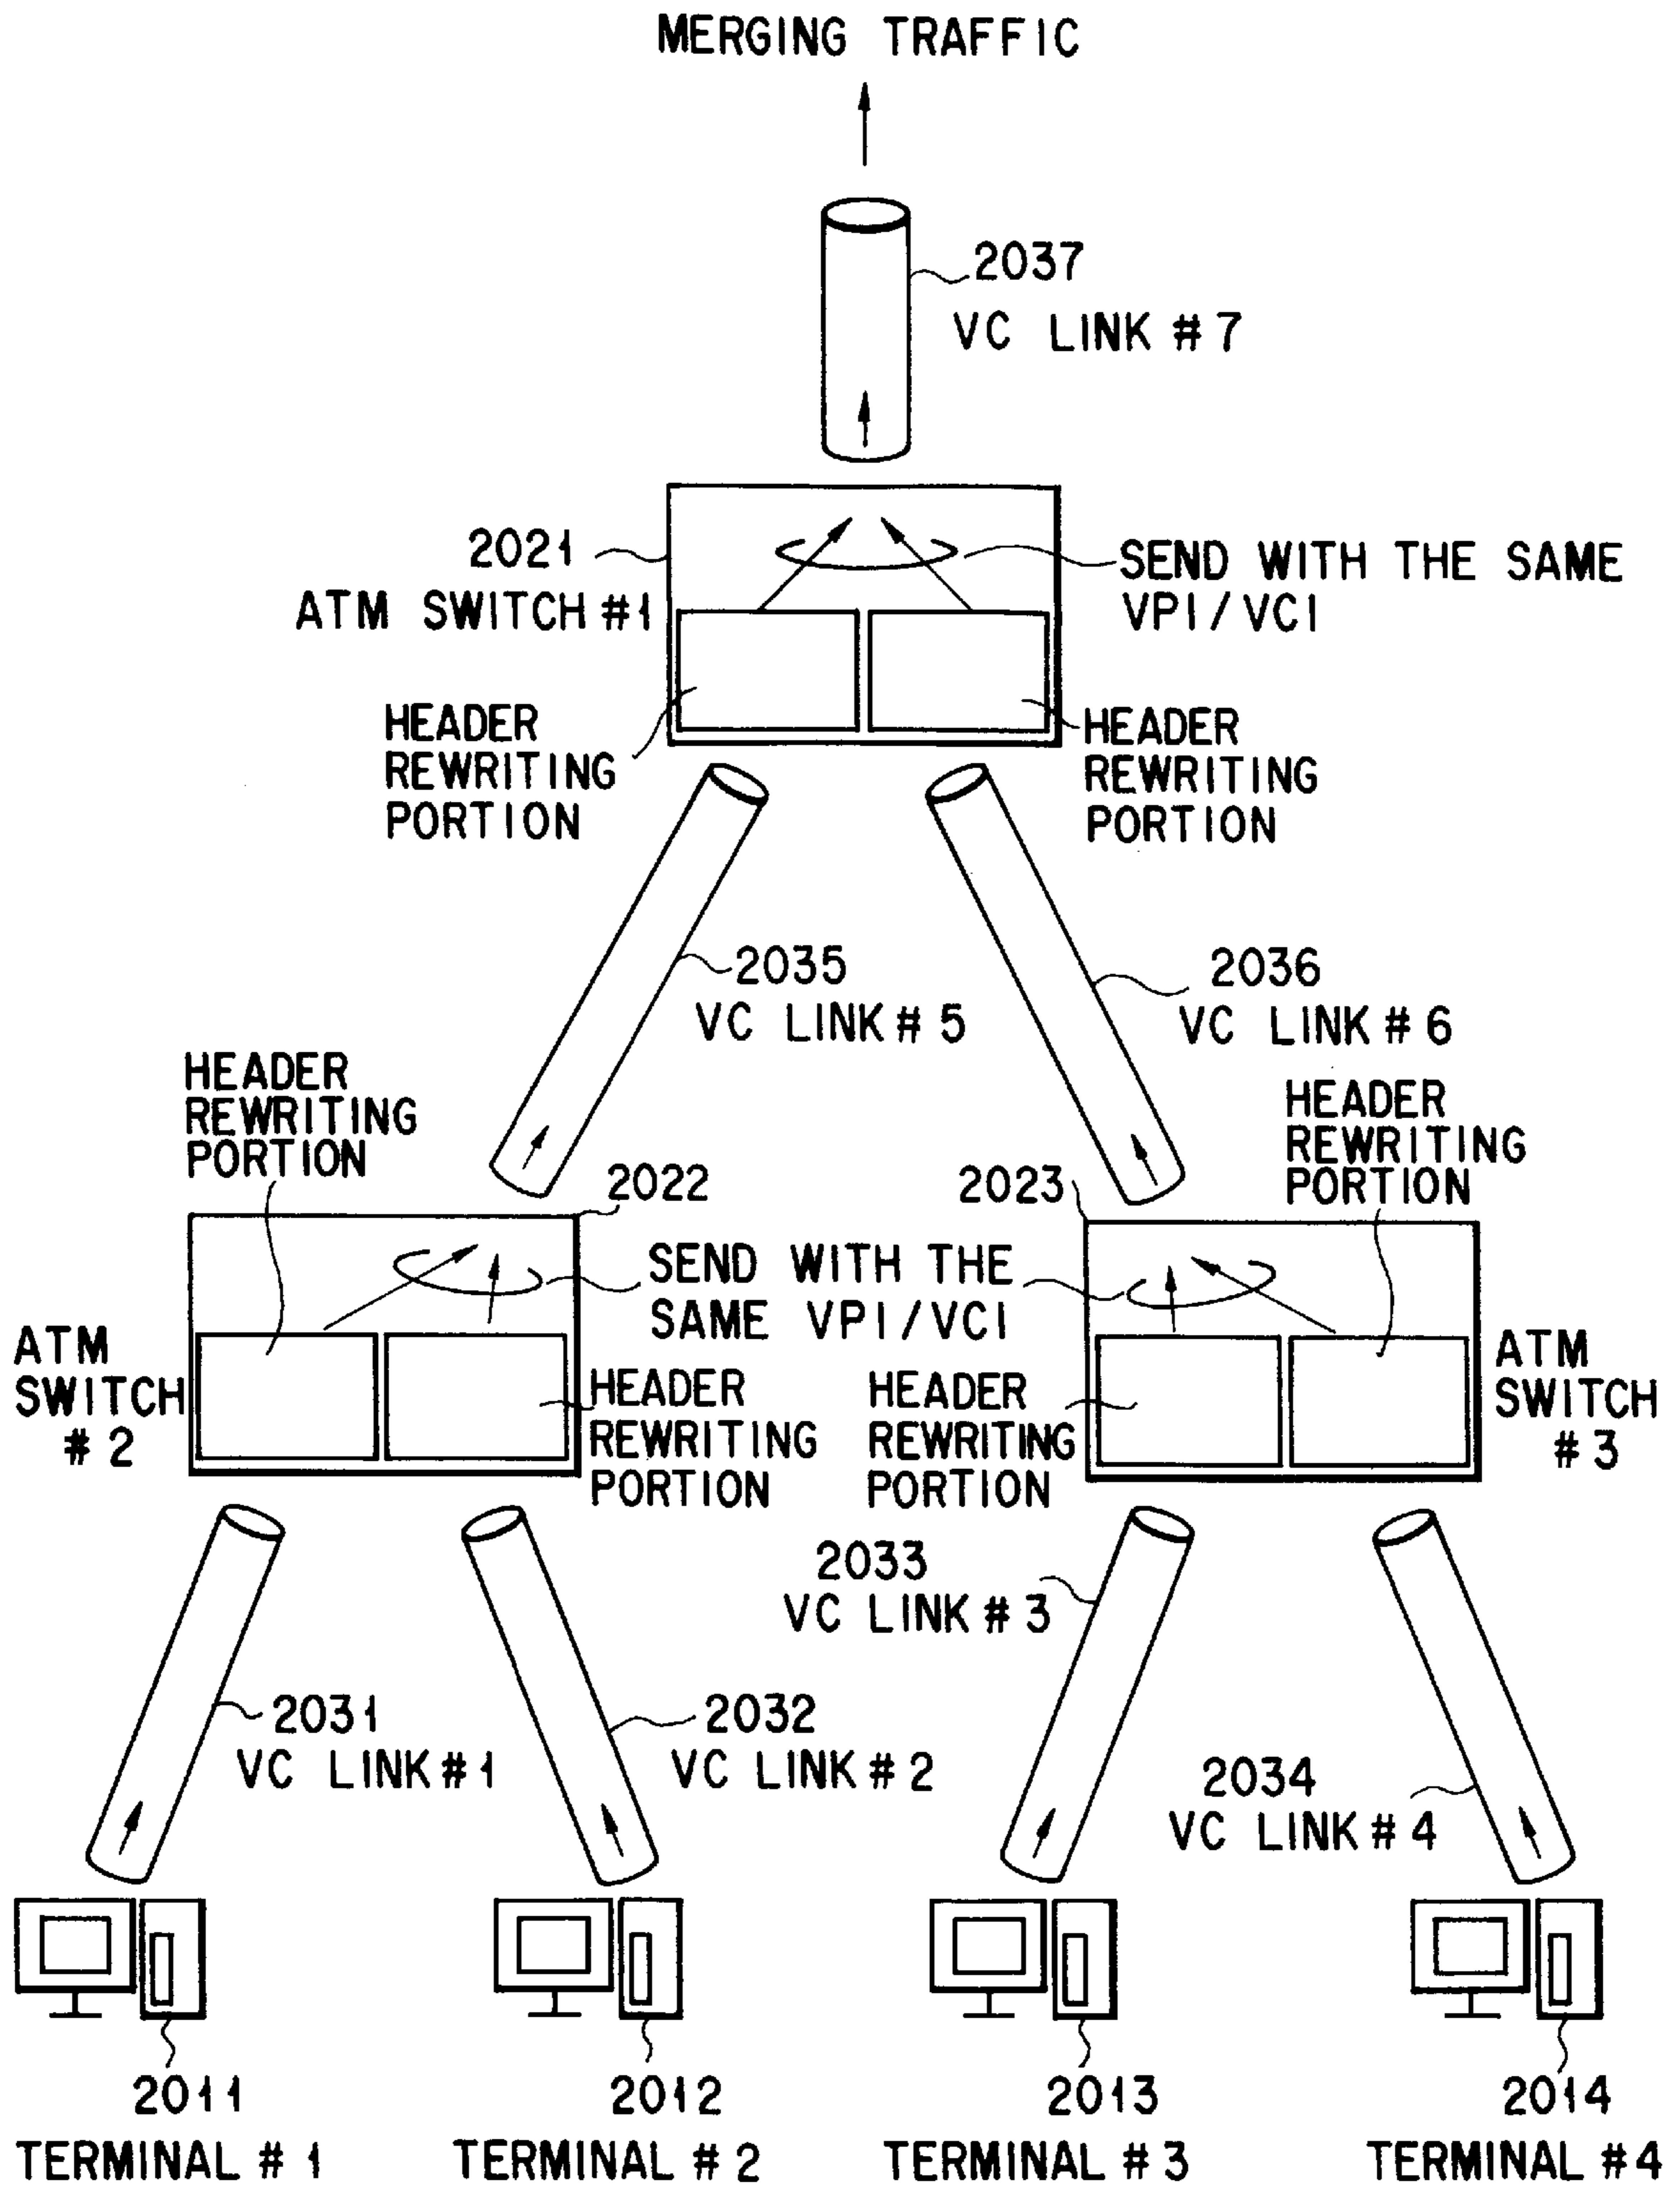 MERGING TRAFFIC
2037
VC LINK # 7
2021
ATM SWITCH #1
SEND WITH THE SAME
VPI/VCI
HEADER
REWRITING
PORTION
HEADER
REWRITING
PORTION
2035
VC LINK # 5
2036
VC LINK # 6
HEADER
REWRITING
PORTION
2022
2023
HEADER
REWRITING
PORTION
SEND WITH THE
SAME VPI/VCI
ATM
SWITCH
# 2
HEADER
REWRITING
PORTION
HEADER
REWRITING
PORTION
ATM
SWITCH
# 3
2033
VC LINK # 3
2031
VC LINK #1
2032
VC LINK # 2
2034
VC LINK # 4
2011
TERMINAL # 1
2012
TERMINAL # 2
2013
TERMINAL # 3
2014
TERMINAL # 4